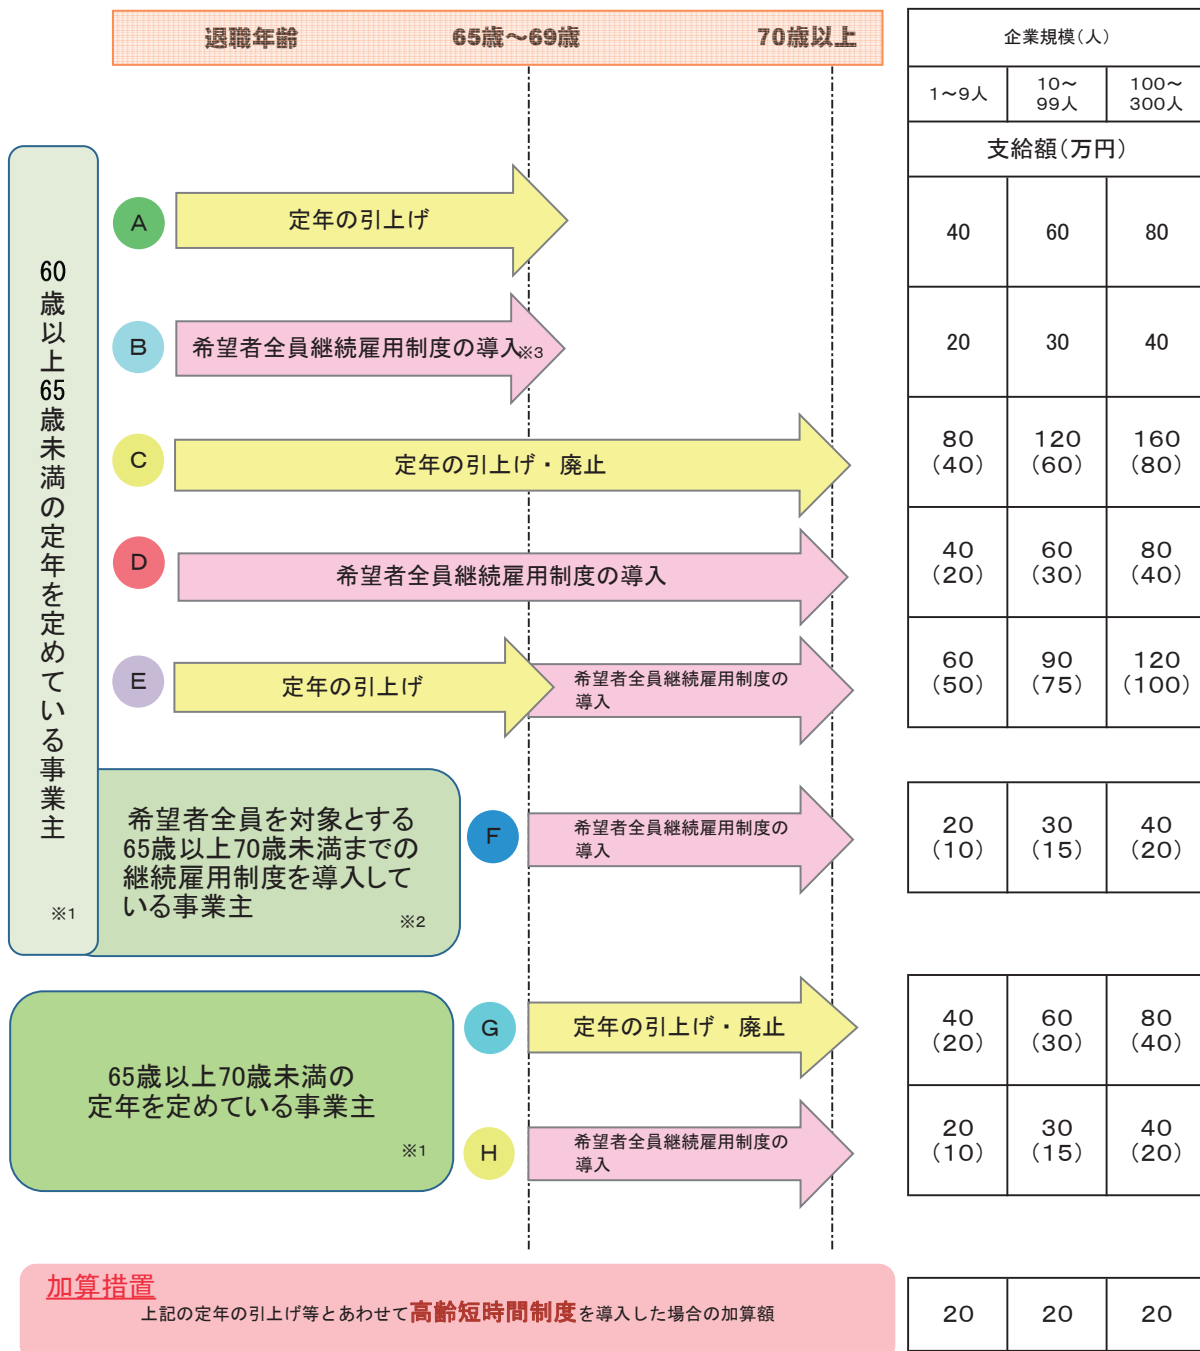 退職年齢 65歳～69歳 70歳以上
企業規模(人)
1～9人 10～99人 100～300人
支給額(万円)
60歳以上65歳未満の定年を定めている事業主
※1
A 定年の引上げ 40 60 80
B 希望者全員継続雇用制度の導入※3 20 30 40
C 定年の引上げ・廃止 80 120 160
(40) (60) (80)
D 希望者全員継続雇用制度の導入 40 60 80
(20) (30) (40)
E 定年の引上げ 希望者全員継続雇用制度の
導入
60 90 120
(50) (75) (100)
希望者全員を対象とする
65歳以上70歳未満までの
継続雇用制度を導入して
いる事業主
※2
F 希望者全員継続雇用制度の
導入
20 30 40
(10) (15) (20)
65歳以上70歳未満の
定年を定めている事業主
※1
G 定年の引上げ・廃止 40 60 80
(20) (30) (40)
H 希望者全員継続雇用制度の
導入
20 30 40
(10) (15) (20)
加算措置
上記の定年の引上げ等とあわせて高齢短時間制度を導入した場合の加算額 20 20 20